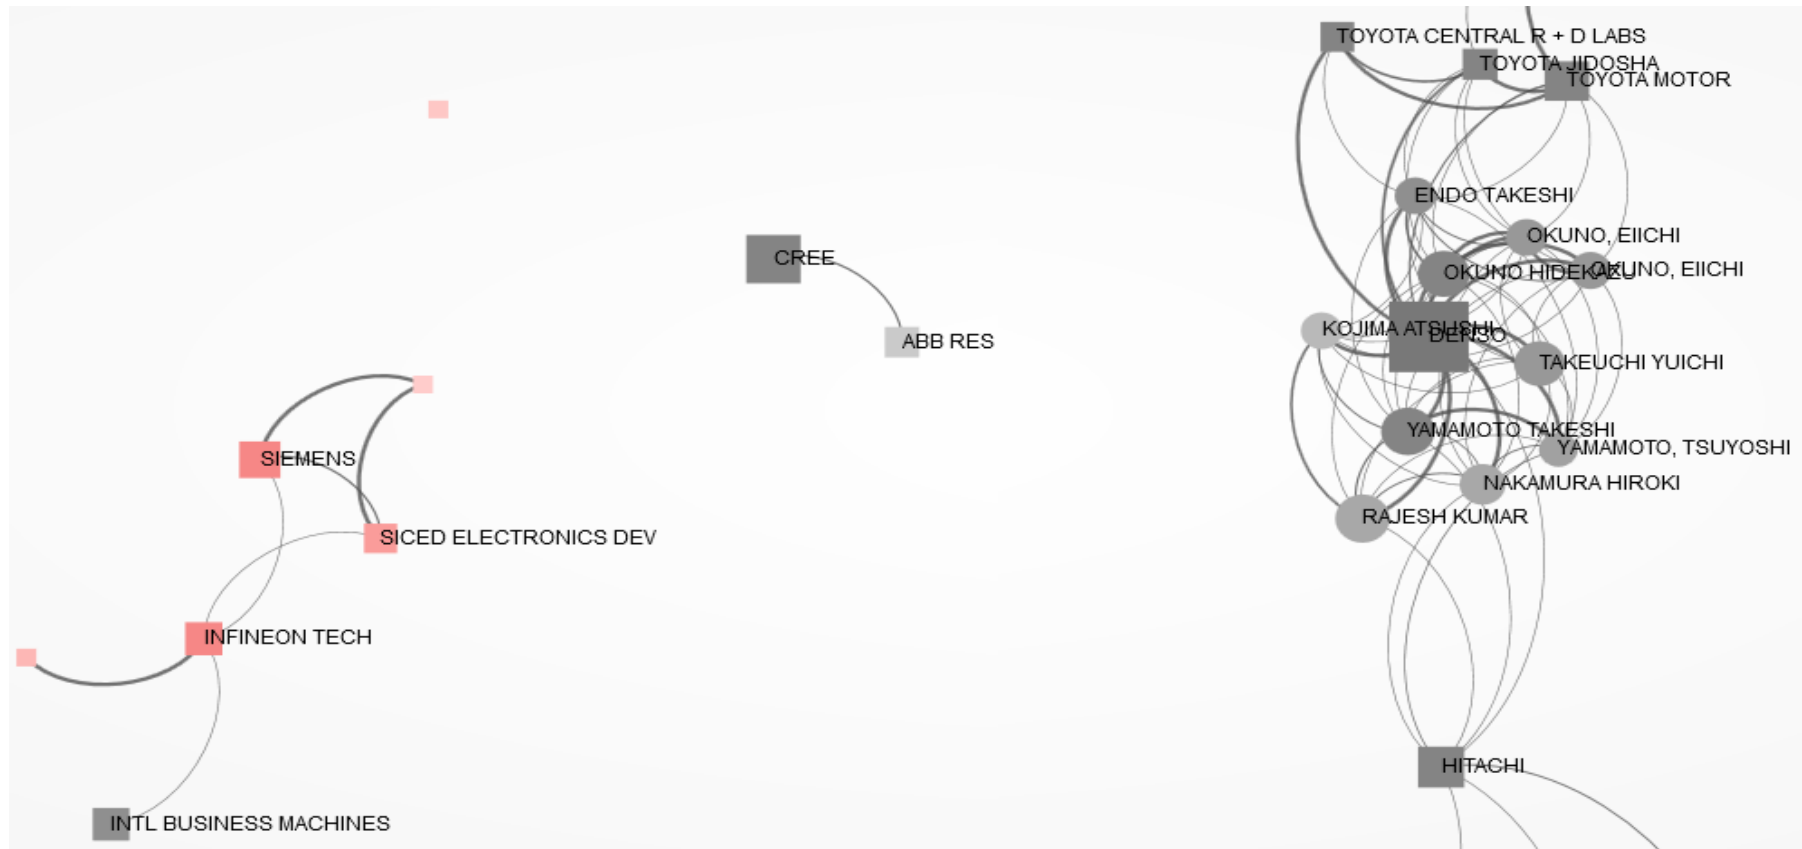 TOYOTA CENTRAL R + D LABS
TOYOTA JIDOSHA
TOYOTA MOTOR
ENDO TAKESHI
OKUNO, EIICHI
OKUNO HIDEKAZU
OKUNO, EIICHI
CREE
ABB RES
KOJIMA ATSUSHI
DENSO
TAKEUCHI YUICHI
YAMAMOTO TAKESHI
YAMAMOTO, TSUYOSHI
NAKAMURA HIROKI
RAJESH KUMAR
SIEMENS
SICED ELECTRONICS DEV
INFINEON TECH
HITACHI
INTL BUSINESS MACHINES